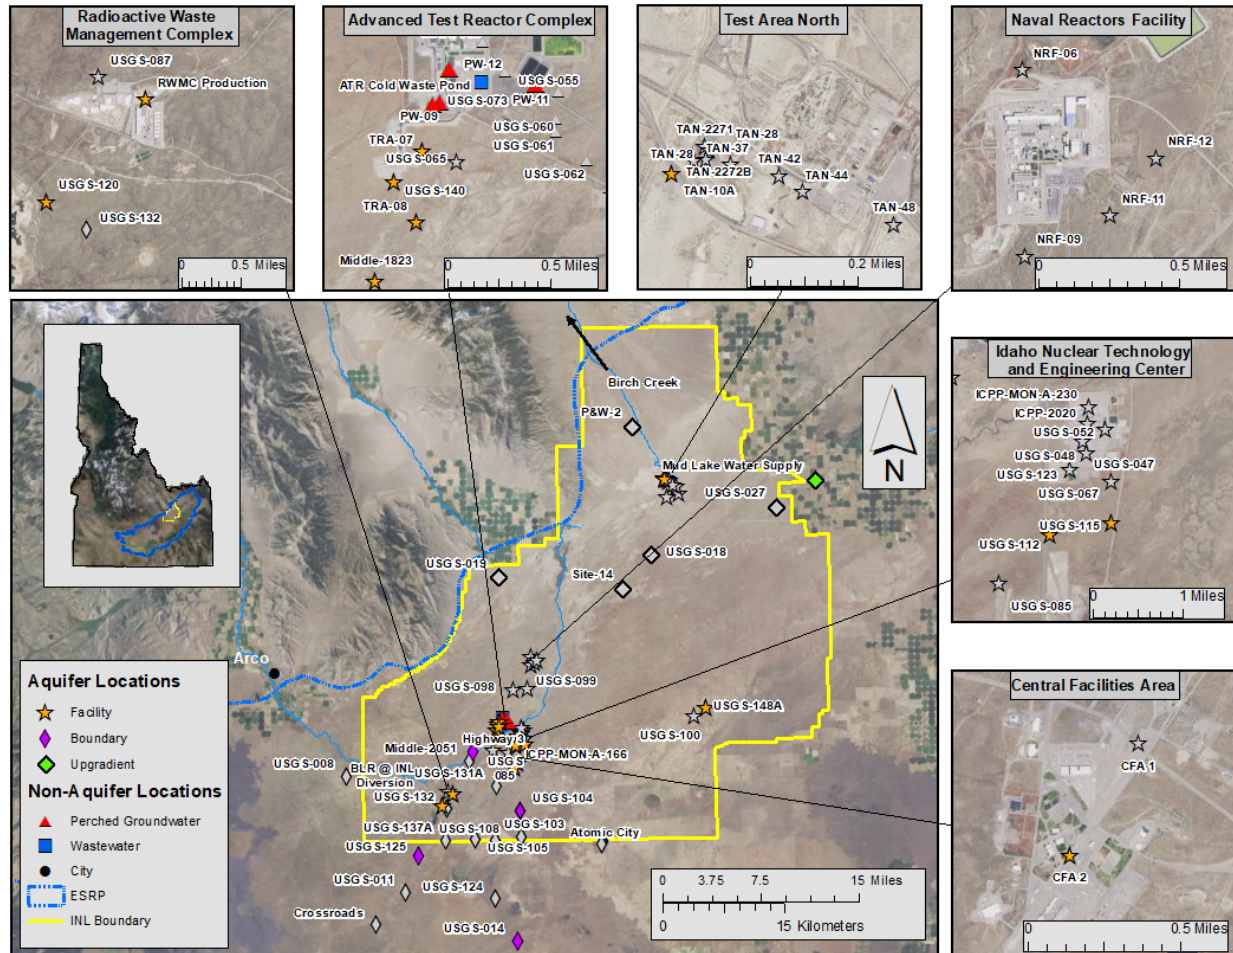 Radioactive Waste
Management Complex
USGS-087
RWMC Production
USGS-120
USGS-132
0
0.5 Miles
Advanced Test Reactor Complex
PW-12
ATR Cold Waste Pond
USGS-055
USGS-073
PW-11
PW-09
USGS-060
TRA-07
USGS-061
USGS-065
USGS-062
USGS-140
TRA-08
Middle-1823
0
0.5 Miles
Test Area North
TAN-2271
TAN-28
TAN-37
TAN-28
TAN-42
TAN-2272B
TAN-44
TAN-10A
TAN-48
0
0.2 Miles
Naval Reactors Facility
NRF-06
NRF-12
NRF-11
NRF-09
0
0.5 Miles
Birch Creek
P&W-2
Mud Lake Water Supply
USGS-027
N
USGS-018
USGS-019
Site-14
Arco
USGS-098
USGS-099
USGS-148A
USGS-100
Highway 3
Middle-2051
ICPP-MON-A-166
USGS-008
BLR @ INL
Diversion
USGS-131A
USGS
085
USGS-132
USGS-104
USGS-137A
USGS-108
USGS-103
Atomic City
USGS-125
USGS-105
USGS-011
USGS-124
Crossroads
USGS-014
0
3.75
7.5
15 Miles
0
15 Kilometers
Aquifer Locations
Facility
Boundary
Upgradient
Non-Aquifer Locations
Perched Groundwater
Wastewater
City
ESRP
INL Boundary
Idaho Nuclear Technology
and Engineering Center
ICPP-MON-A-230
ICPP-2020
USGS-052
USGS-048
USGS-047
USGS-123
USGS-067
USGS-115
USGS-112
USGS-085
0
1 Miles
Central Facilities Area
CFA 1
CFA 2
0
0.5 Miles